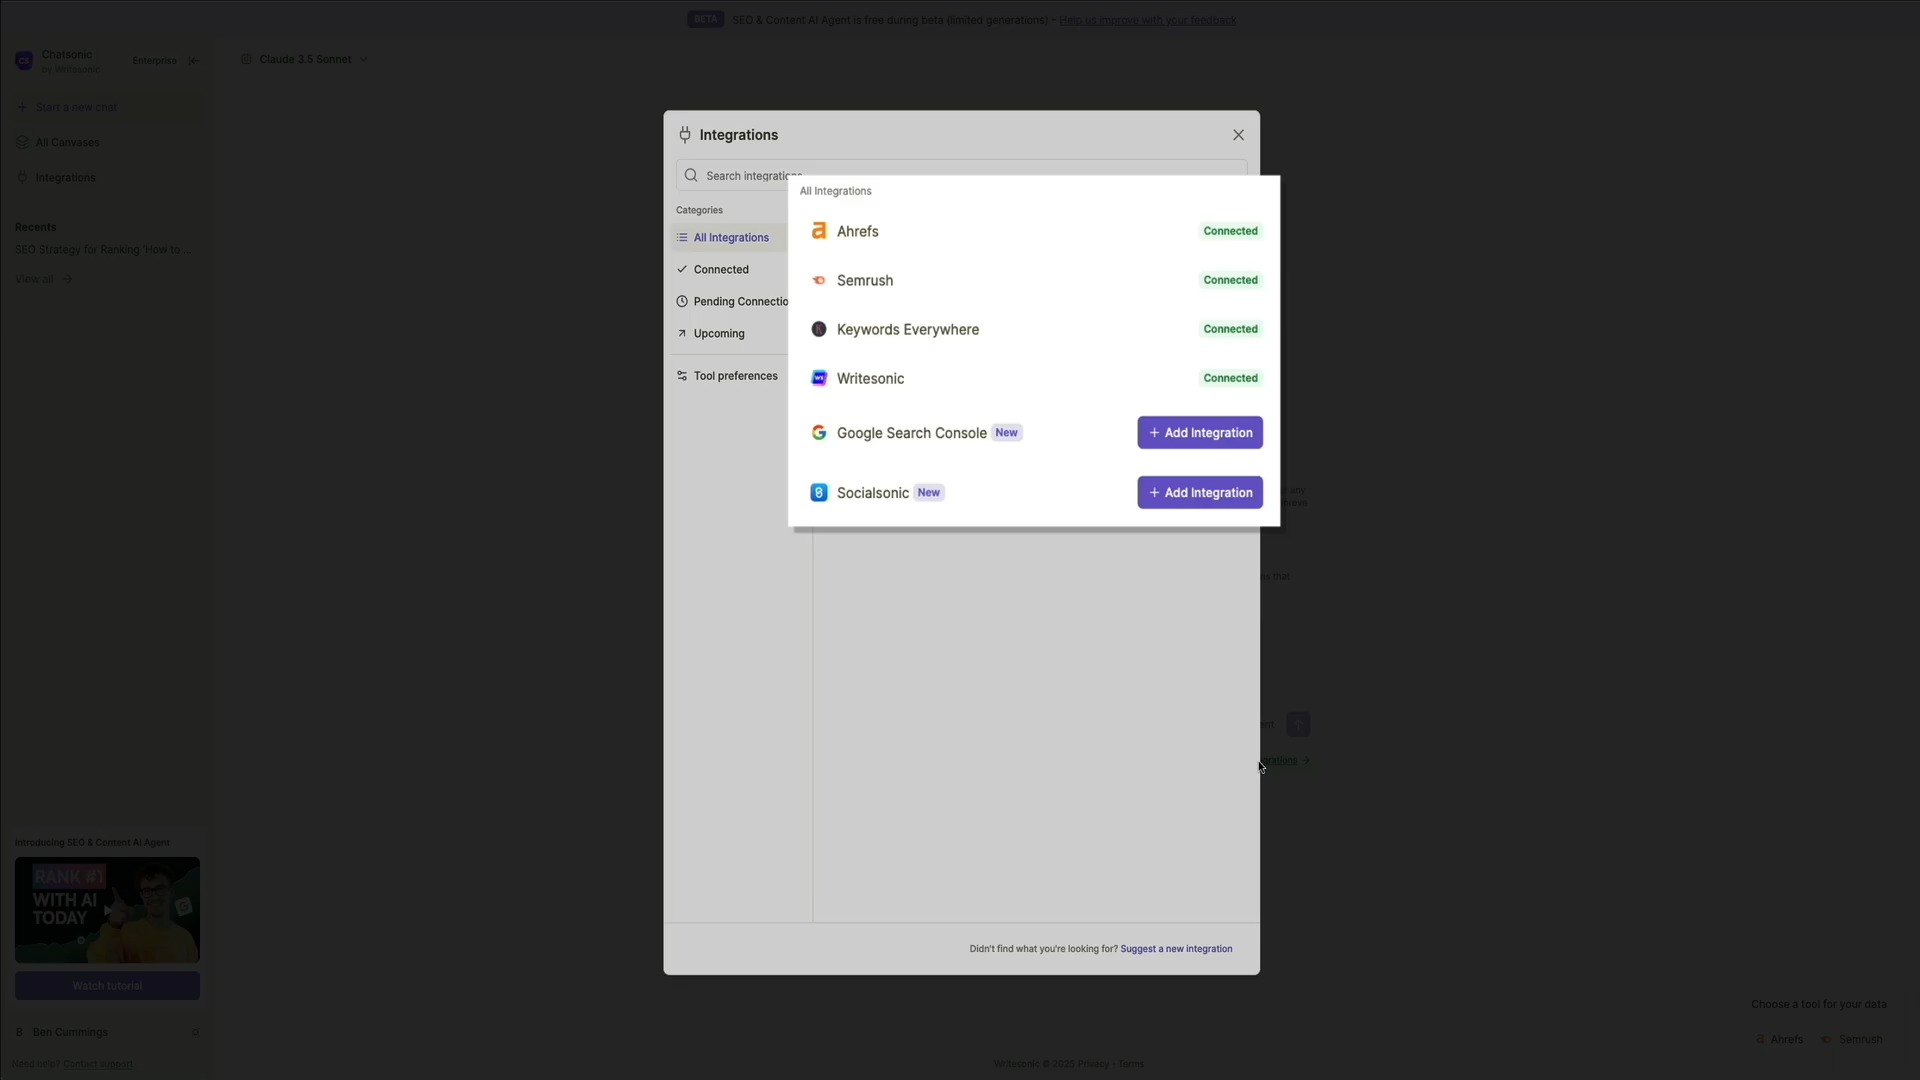 BETA SEO & Content AI Agent is free during beta (limited generations) - Help us improve with your feedback
Chatsonic
by Writesonic
Enterprise
Claude 3.5 Sonnet
Start a new chat
All Canvases
Integrations
Recents
SEO Strategy for Ranking 'How to ...
View all
Integrations
Search integrations
Categories
All Integrations
Connected
Pending Connectio
Upcoming
Tool preferences
All Integrations
Ahrefs Connected
Semrush Connected
Keywords Everywhere Connected
Writesonic Connected
Google Search Console New + Add Integration
Socialsonic New + Add Integration
any
that
Didn't find what you're looking for? Suggest a new integration
Introducing SEO & Content AI Agent
RANK #1
WITH AI
TODAY
Watch tutorial
B Ben Cummings
Need help? Contact support
Choose a tool for your data
Ahrefs Semrush
Writesonic © 2025 Privacy · Terms